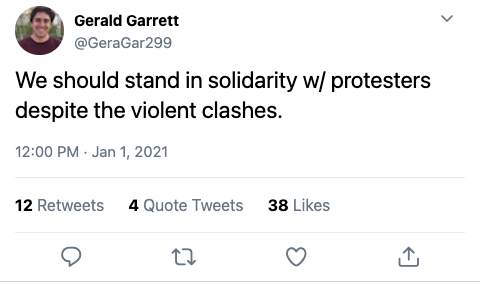 Gerald Garrett
@GeraGar299
We should stand in solidarity w/ protesters
despite the violent clashes.
12:00 PM · Jan 1, 2021
12 Retweets 4 Quote Tweets 38 Likes